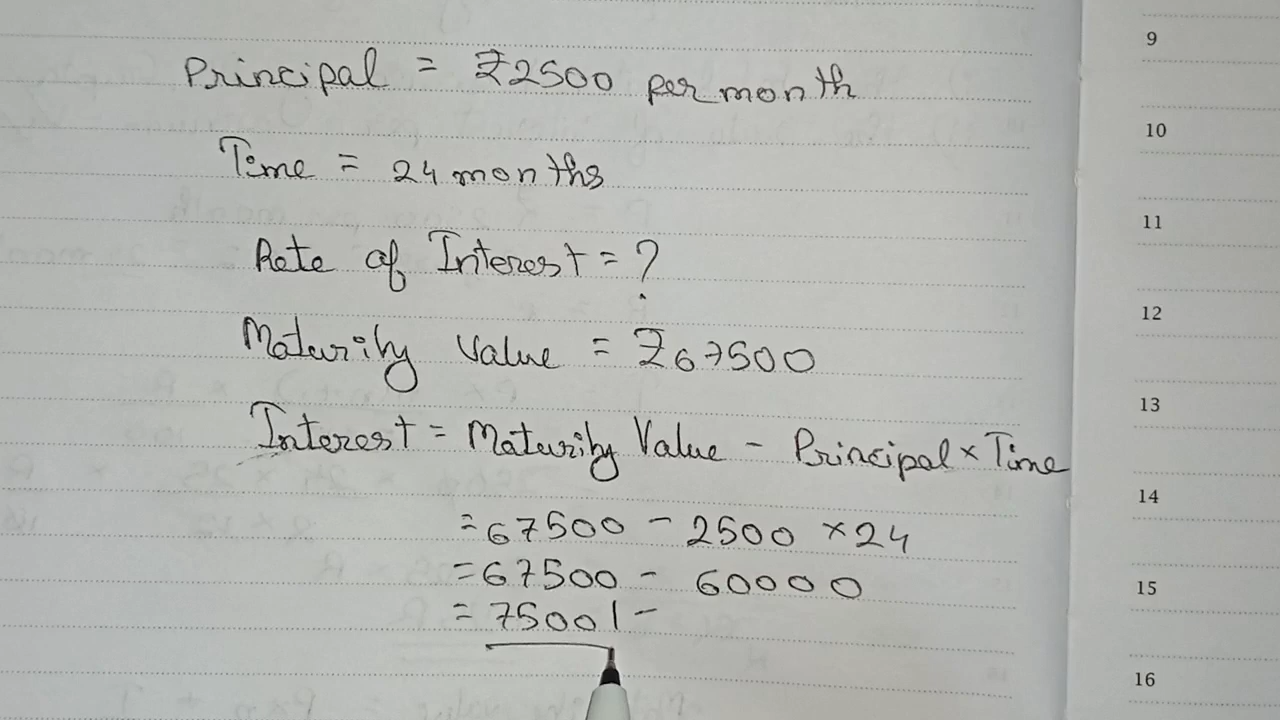 Principal = ₹2500 per month
Time = 24 months
Rate of Interest = ?
Maturity Value = ₹67500
Interest = Maturity Value - Principal × Time
= 67500 - 2500 × 24
= 67500 - 60000
= 7500/-
9
10
11
12
13
14
15
16